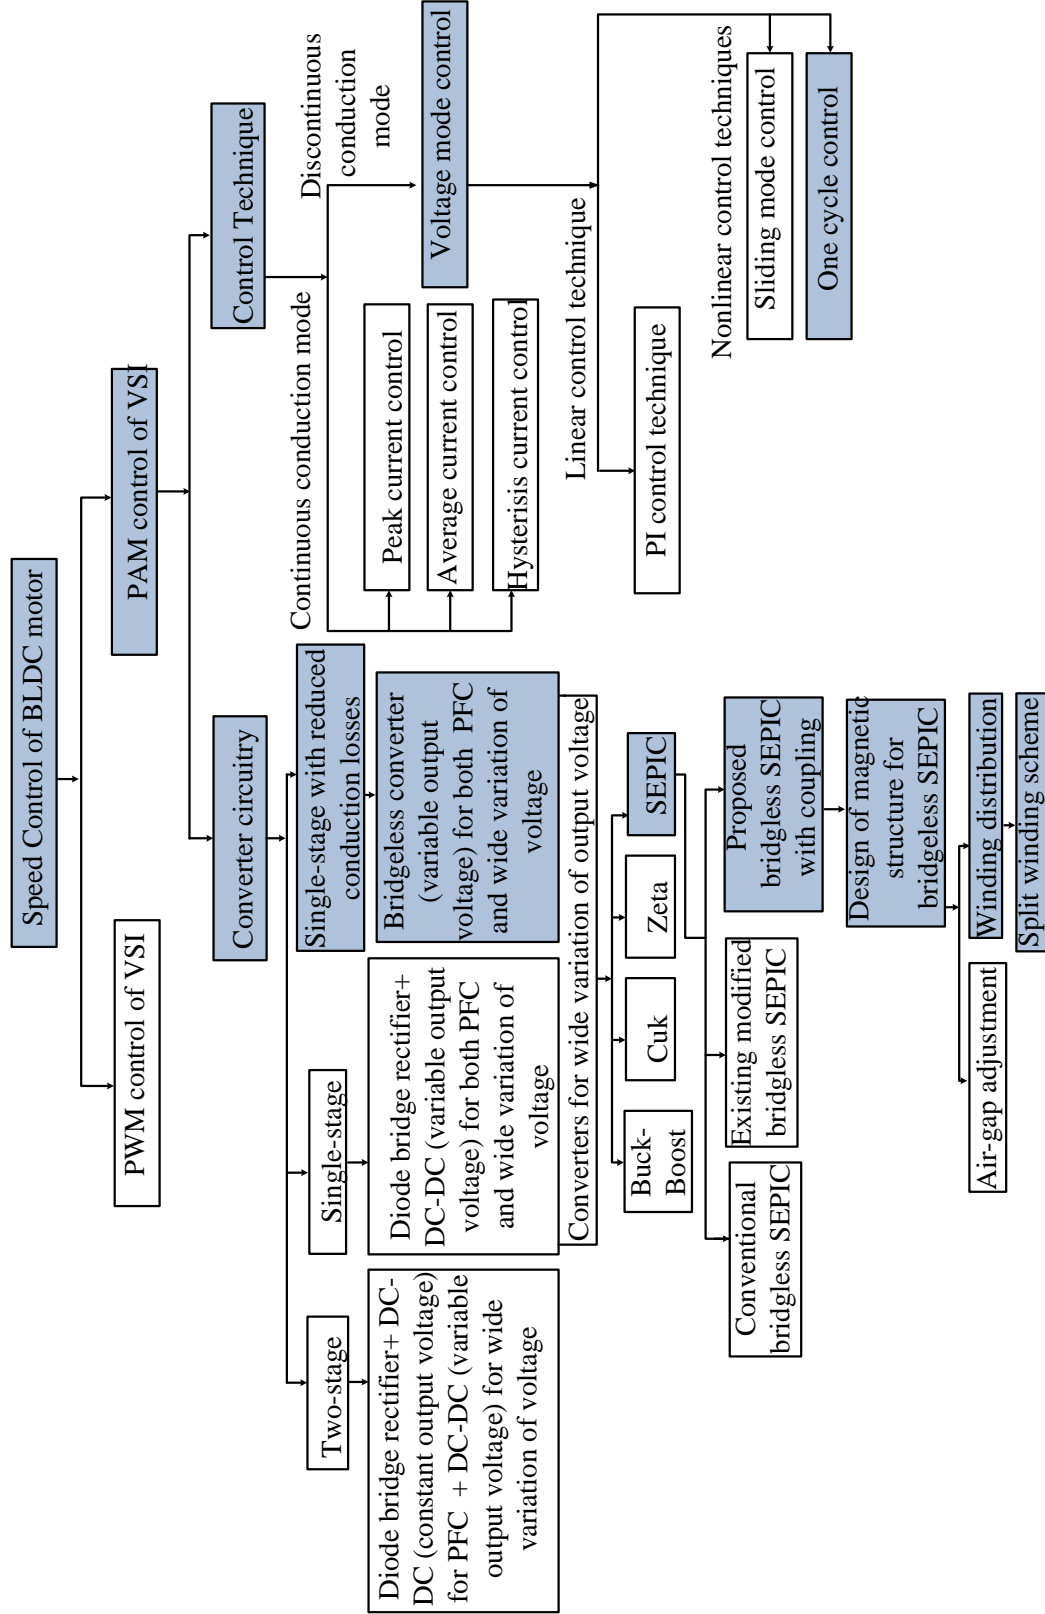 Speed Control of BLDC motor
PWM control of VSI
PAM control of VSI
Converter circuitry
Control Technique
Two-stage
Single-stage
Single-stage with reduced
conduction losses
Diode bridge rectifier+ DC-
DC (constant output voltage)
for PFC + DC-DC (variable
output voltage) for wide
variation of voltage
Diode bridge rectifier+
DC-DC (variable output
voltage) for both PFC
and wide variation of
voltage
Bridgeless converter
(variable output
voltage) for both PFC
and wide variation of
voltage
Converters for wide variation of output voltage
Buck-
Boost
Cuk
Zeta
SEPIC
Conventional
bridgless SEPIC
Existing modified
bridgless SEPIC
Proposed
bridgless SEPIC
with coupling
Design of magnetic
structure for
bridgeless SEPIC
Air-gap adjustment
Winding distribution
Split winding scheme
Continuous conduction mode
Discontinuous
conduction
mode
Peak current control
Average current control
Hysterisis current control
Voltage mode control
Linear control technique
PI control technique
Nonlinear control techniques
Sliding mode control
One cycle control